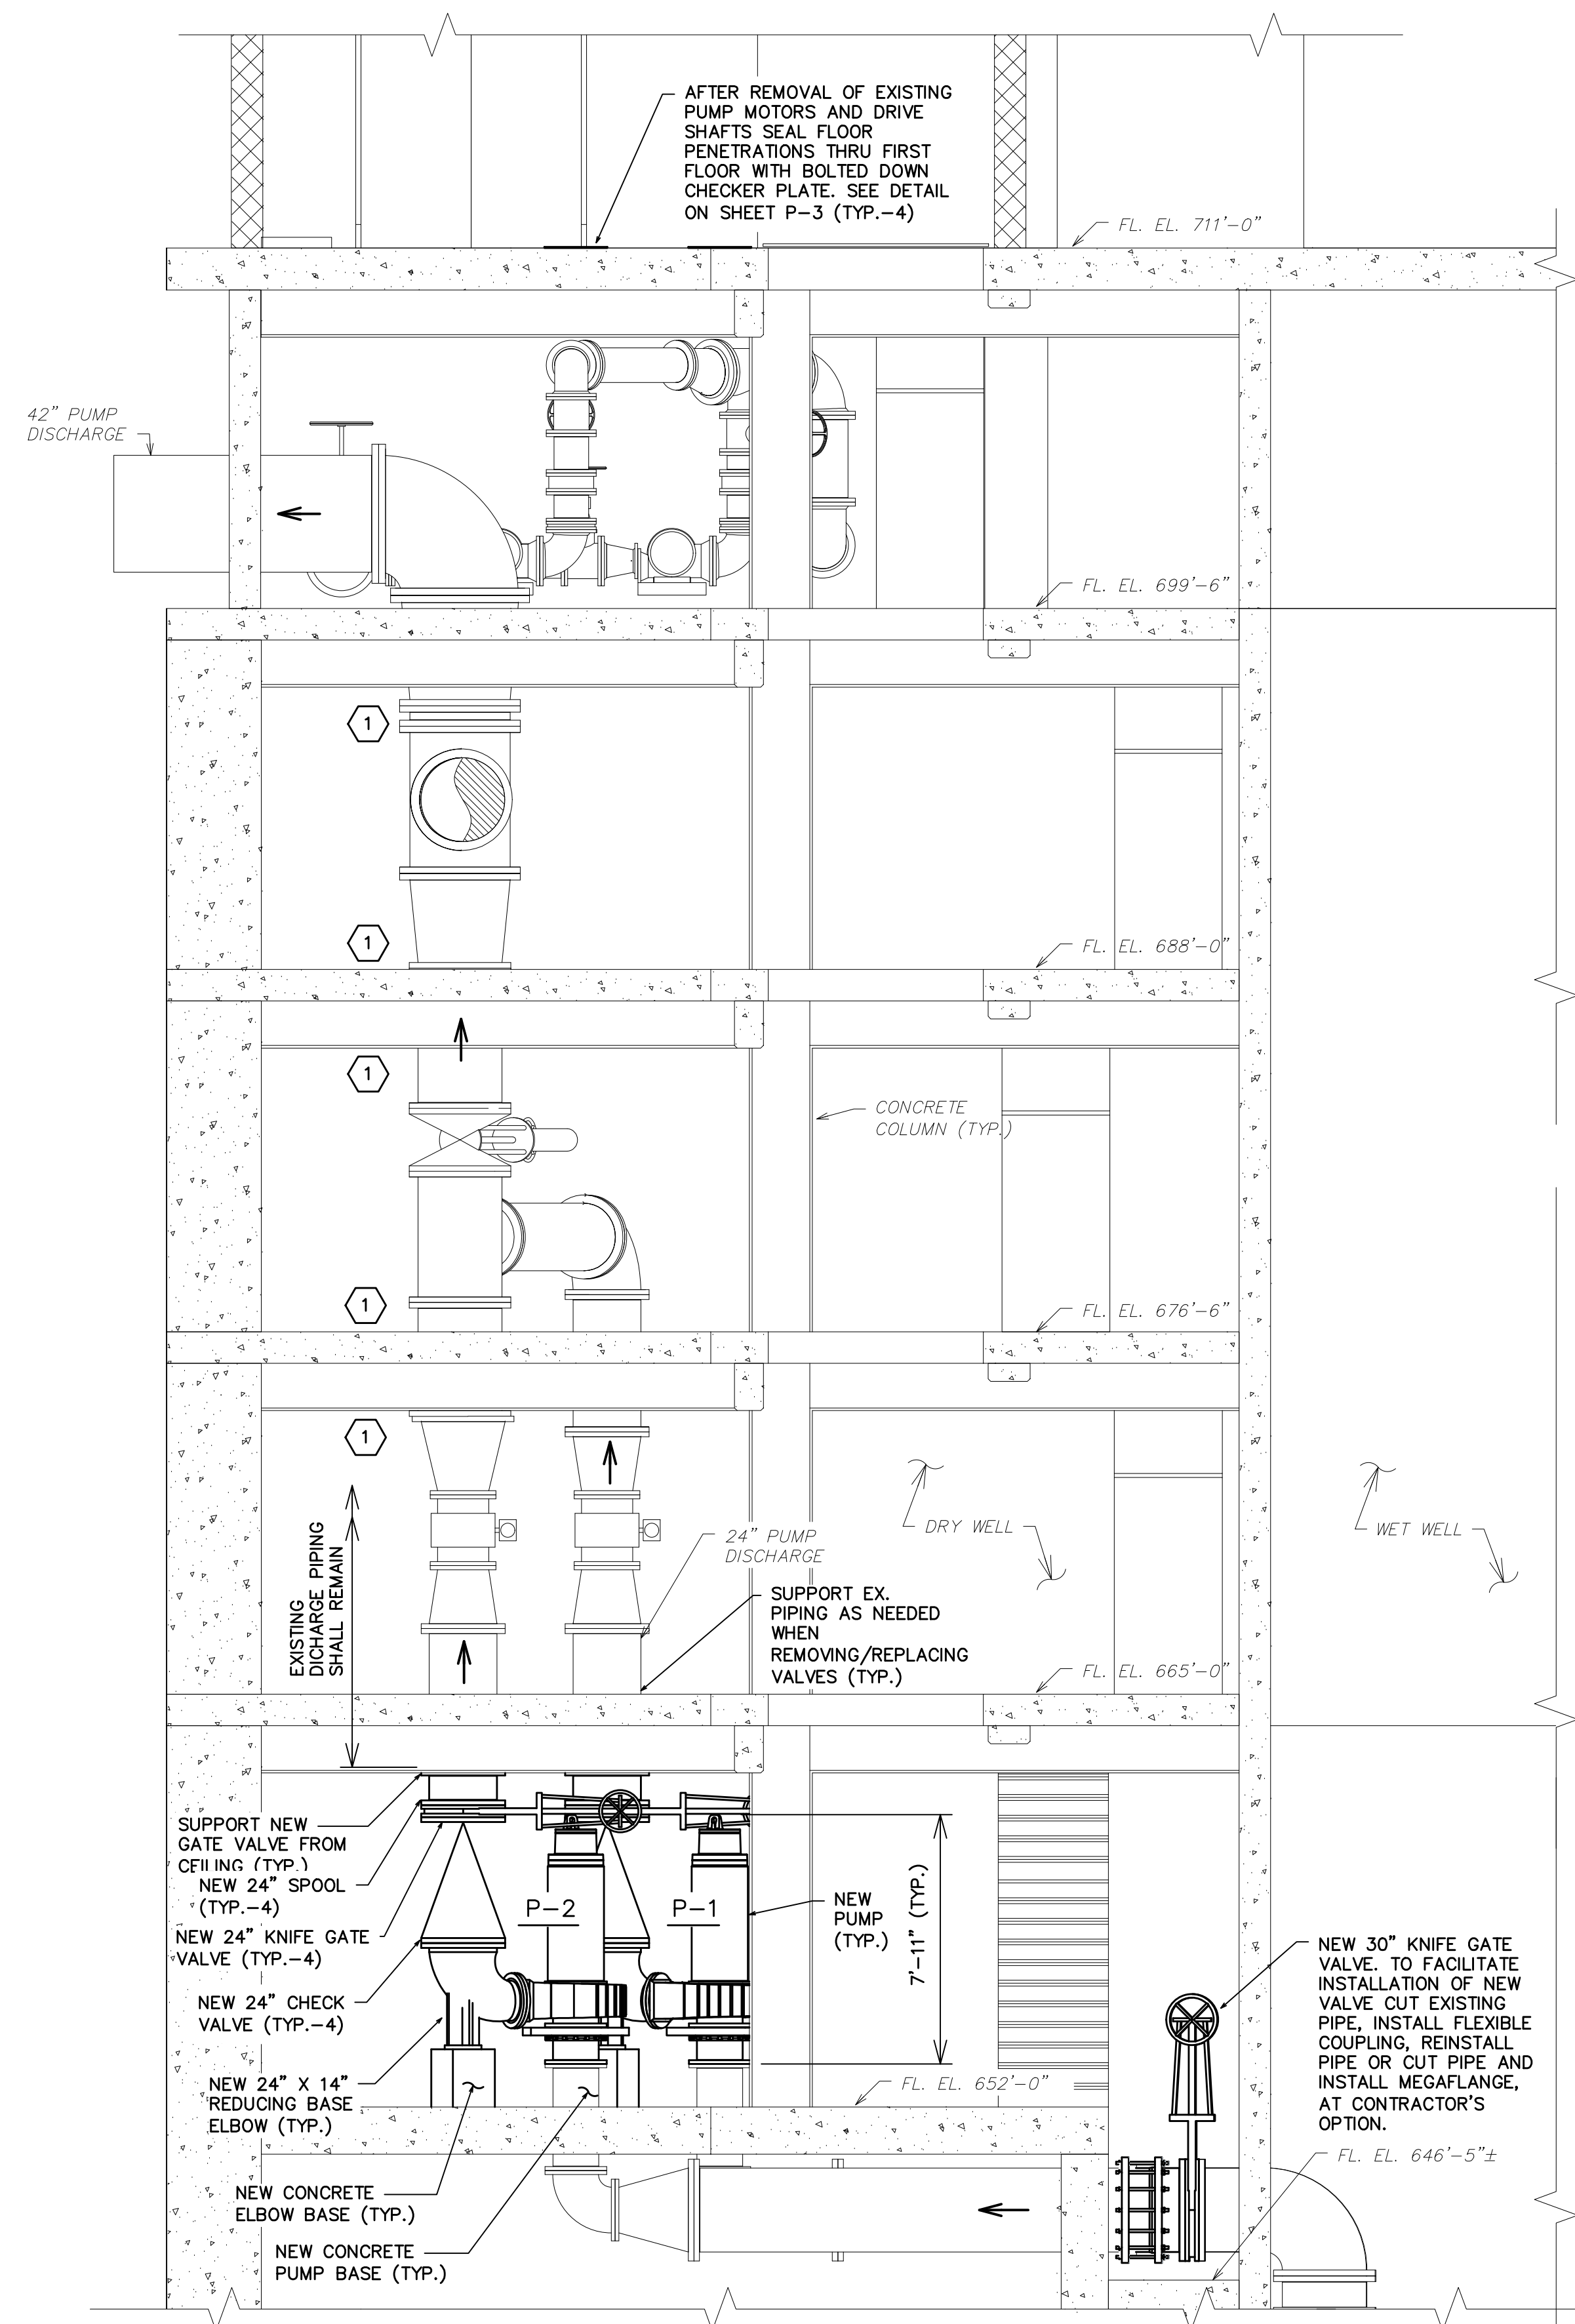 AFTER REMOVAL OF EXISTING
PUMP MOTORS AND DRIVE
SHAFTS SEAL FLOOR
PENETRATIONS THRU FIRST
FLOOR WITH BOLTED DOWN
CHECKER PLATE. SEE DETAIL
ON SHEET P-3 (TYP.-4)
FL. EL. 711'-0"
42" PUMP
DISCHARGE
FL. EL. 699'-6"
1
1
FL. EL. 688'-0"
1
CONCRETE
COLUMN (TYP.)
1
FL. EL. 676'-6"
1
EXISTING
DICHARGE PIPING
SHALL REMAIN
24" PUMP
DISCHARGE
DRY WELL
WET WELL
SUPPORT EX.
PIPING AS NEEDED
WHEN
REMOVING/REPLACING
VALVES (TYP.)
FL. EL. 665'-0"
SUPPORT NEW
GATE VALVE FROM
CEILING (TYP.)
NEW 24" SPOOL
(TYP.-4)
NEW 24" KNIFE GATE
VALVE (TYP.-4)
NEW 24" CHECK
VALVE (TYP.-4)
NEW 24" X 14"
REDUCING BASE
ELBOW (TYP.)
P-2
P-1
NEW
PUMP
(TYP.)
7'-11" (TYP.)
FL. EL. 652'-0"
NEW 30" KNIFE GATE
VALVE. TO FACILITATE
INSTALLATION OF NEW
VALVE CUT EXISTING
PIPE, INSTALL FLEXIBLE
COUPLING, REINSTALL
PIPE OR CUT PIPE AND
INSTALL MEGAFLANGE,
AT CONTRACTOR'S
OPTION.
FL. EL. 646'-5"±
NEW CONCRETE
ELBOW BASE (TYP.)
NEW CONCRETE
PUMP BASE (TYP.)